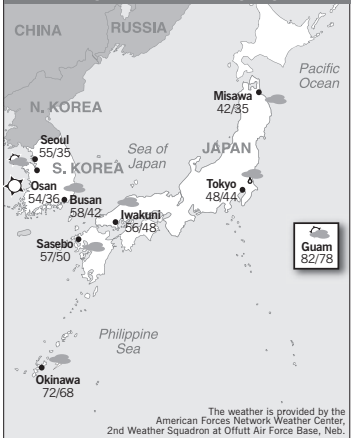 CHINA
RUSSIA
Pacific
Ocean
Misawa
42/35
N. KOREA
Seoul
55/35
Sea of
Japan
JAPAN
S. KOREA
Osan
54/36
Busan
58/42
Tokyo
48/44
Iwakuni
56/48
Sasebo
57/50
Guam
82/78
Philippine
Sea
Okinawa
72/68
The weather is provided by the
American Forces Network Weather Center,
2nd Weather Squadron at Offutt Air Force Base, Neb.